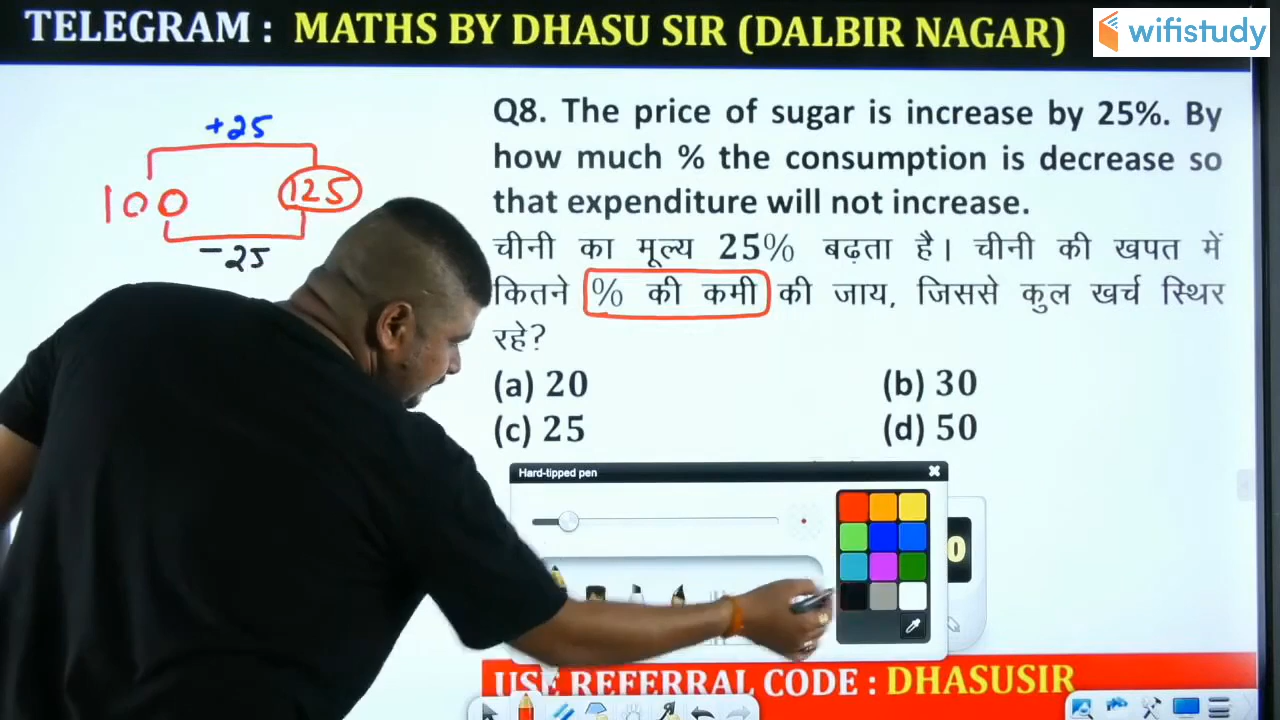 TELEGRAM : MATHS BY DHASU SIR (DALBIR NAGAR)
wifistudy
+25
100
125
-25
Q8. The price of sugar is increase by 25%. By
how much % the consumption is decrease so
that expenditure will not increase.
चीनी का मूल्य 25% बढ़ता है। चीनी की खपत में
कितने % की कमी की जाय, जिससे कुल खर्च स्थिर
रहे?
(a) 20
(b) 30
(c) 25
(d) 50
Hard-tipped pen
0
USE REFERRAL CODE : DHASUSIR